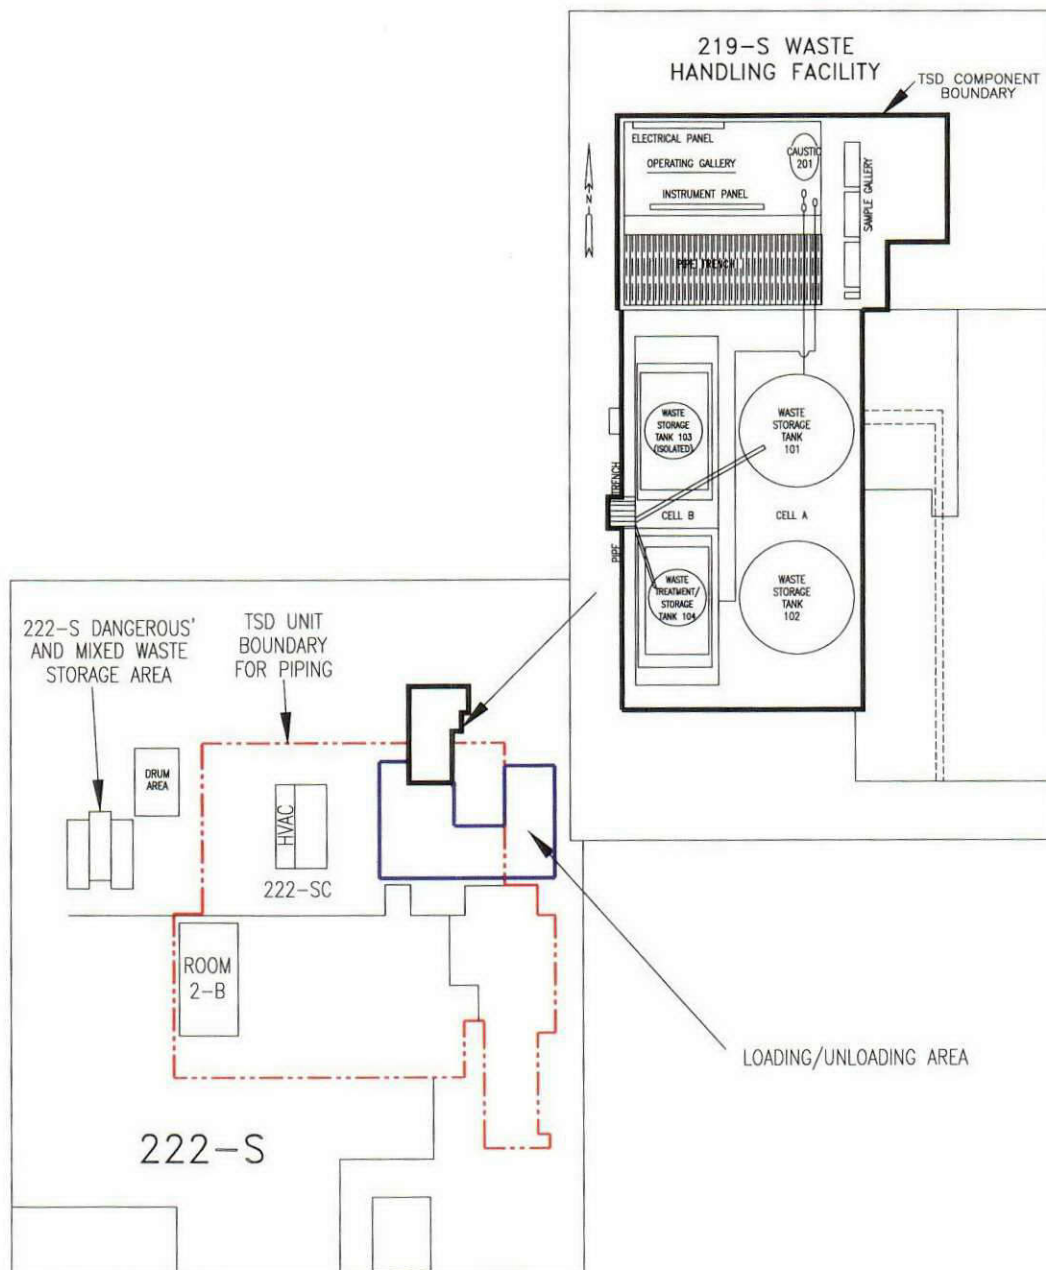 219-S WASTE
HANDLING FACILITY
TSD COMPONENT
BOUNDARY
ELECTRICAL PANEL
OPERATING GALLERY
CAUSTIC
201
INSTRUMENT PANEL
SAMPLE GALLERY
N
PIPE TRENCH
WASTE
STORAGE
TANK 103
(ISOLATED)
WASTE
STORAGE
TANK
101
PIPE TRENCH
CELL B
CELL A
WASTE
TREATMENT/
STORAGE
TANK 104
WASTE
STORAGE
TANK
102
222-S DANGEROUS'
AND MIXED WASTE
STORAGE AREA
TSD UNIT
BOUNDARY
FOR PIPING
DRUM
AREA
HVAC
222-SC
ROOM
2-B
LOADING/UNLOADING AREA
222-S